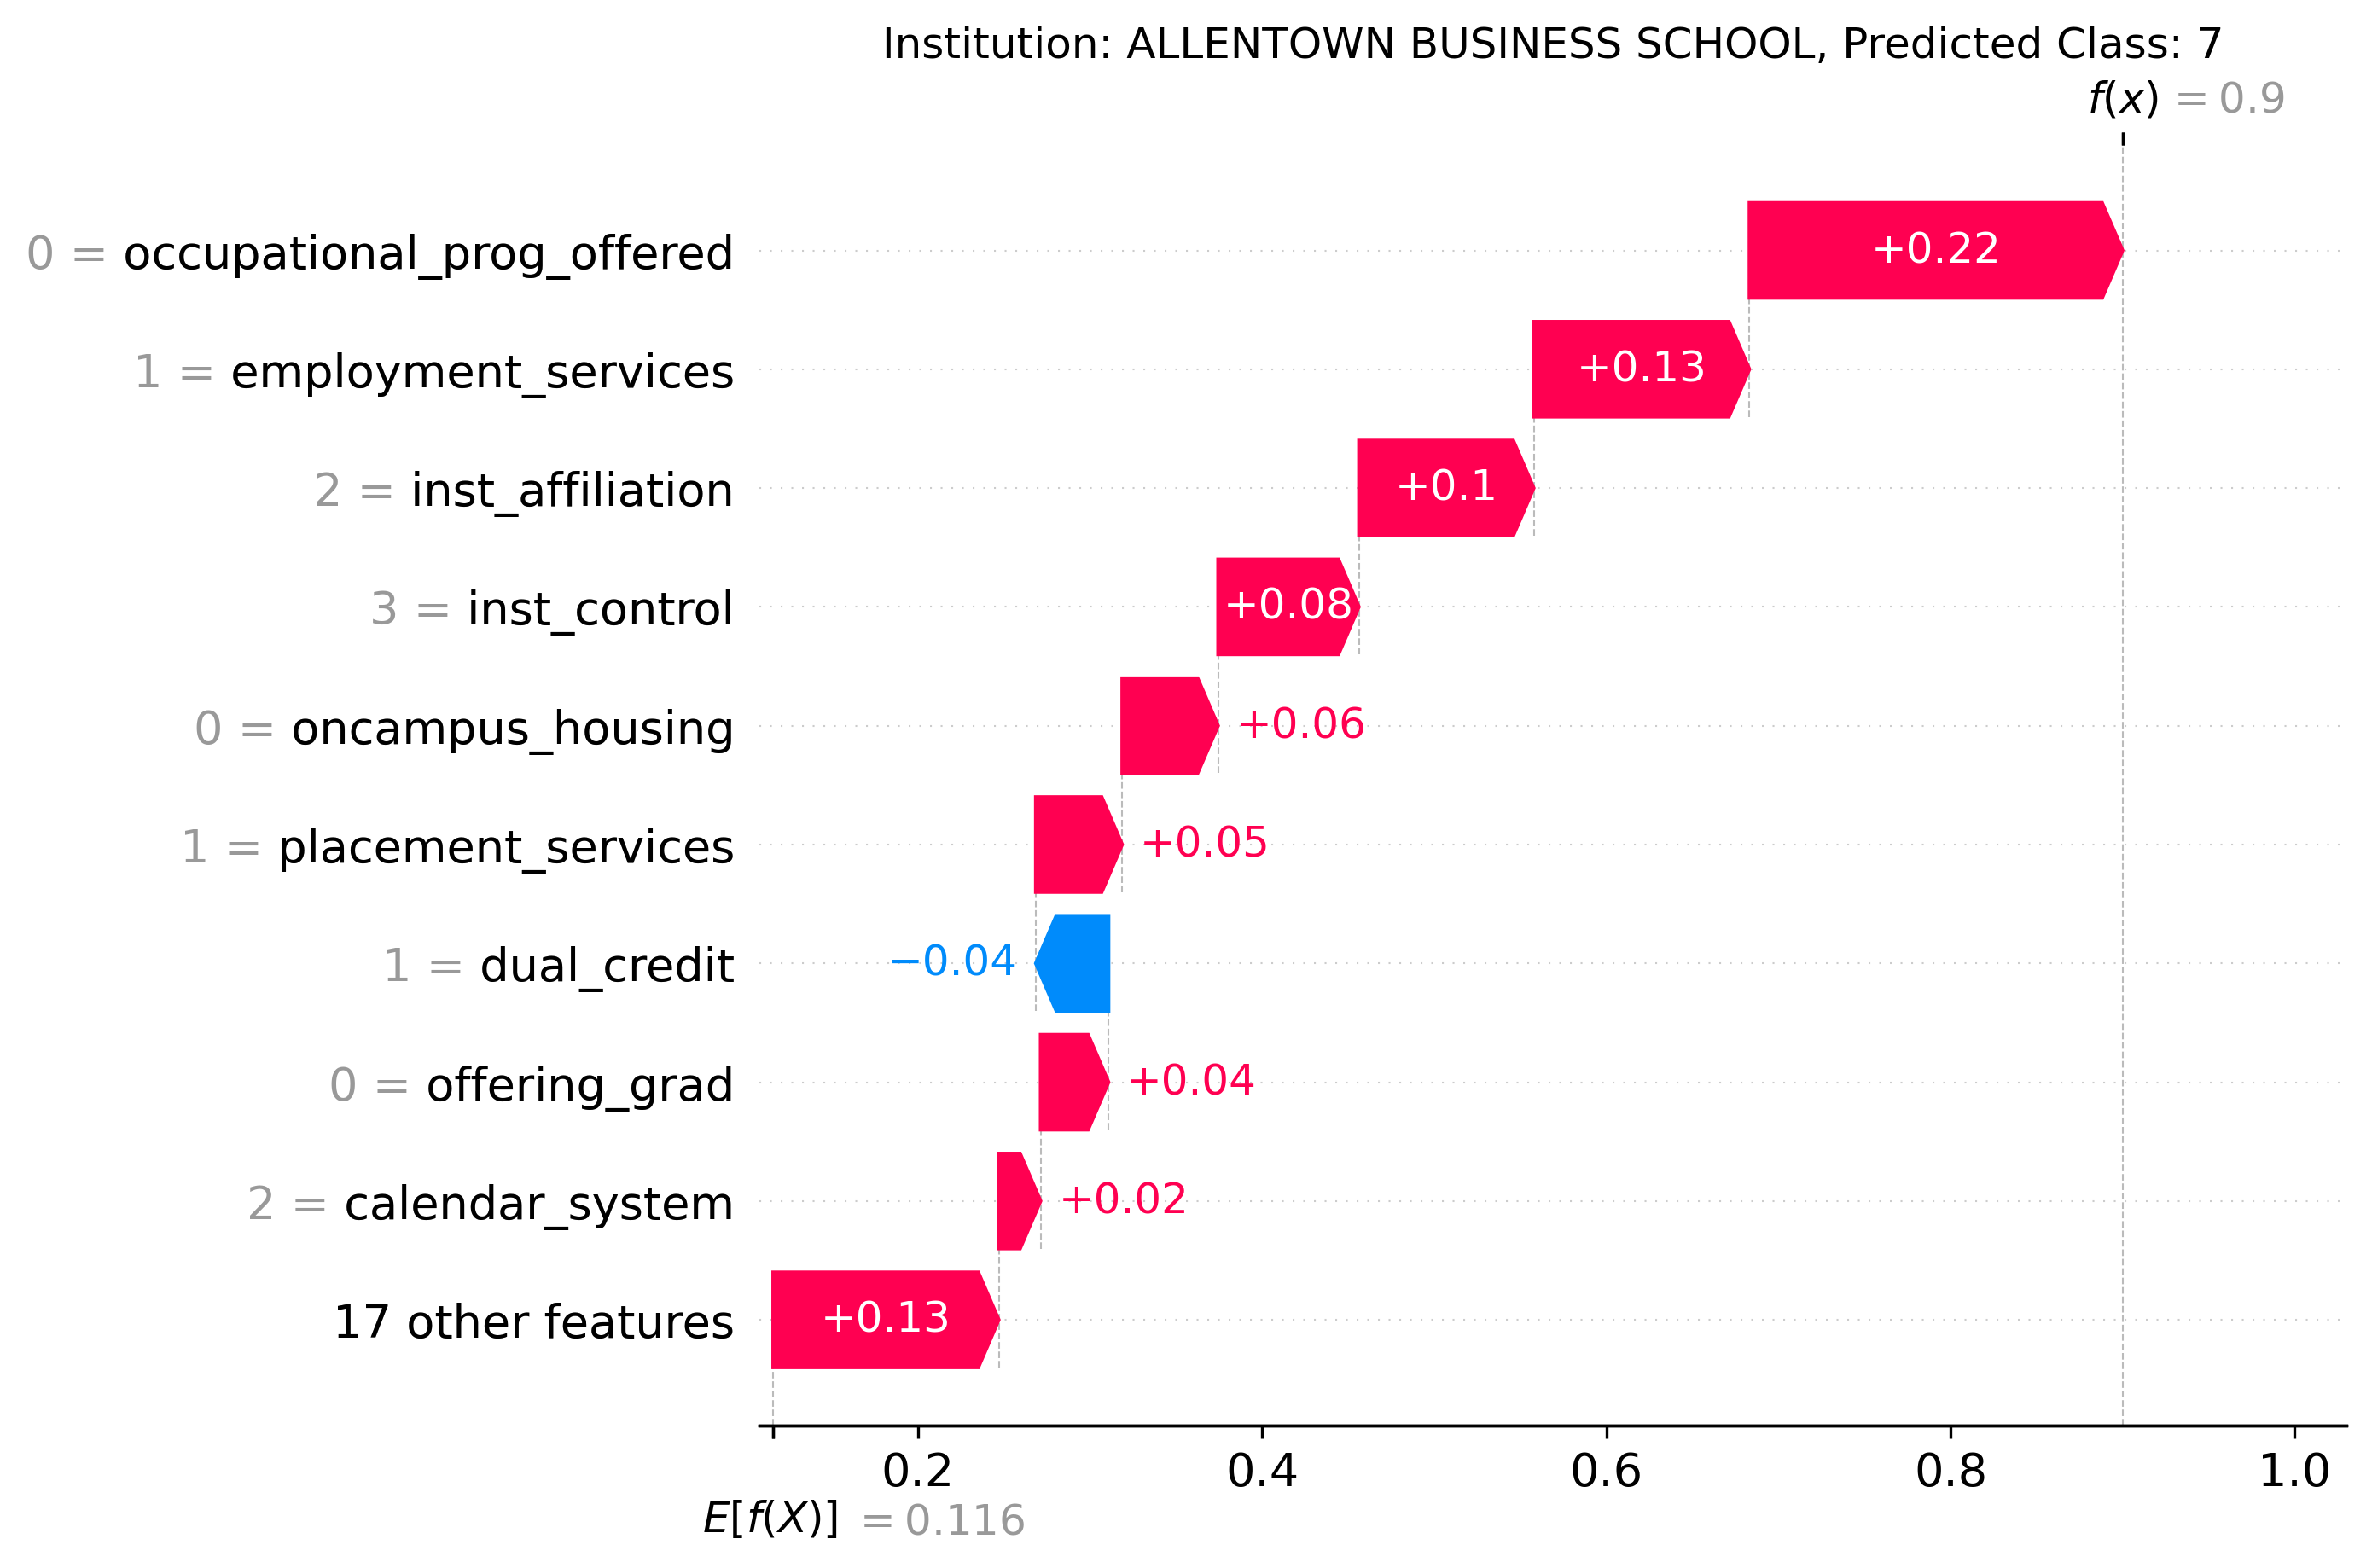 Institution: ALLENTOWN BUSINESS SCHOOL, Predicted Class: 7
f(x) = 0.9
0 = occupational_prog_offered +0.22
1 = employment_services +0.13
2 = inst_affiliation +0.1
3 = inst_control +0.08
0 = oncampus_housing +0.06
1 = placement_services +0.05
1 = dual_credit −0.04
0 = offering_grad +0.04
2 = calendar_system +0.02
17 other features +0.13
0.2 0.4 0.6 0.8 1.0
E[f(X)] = 0.116